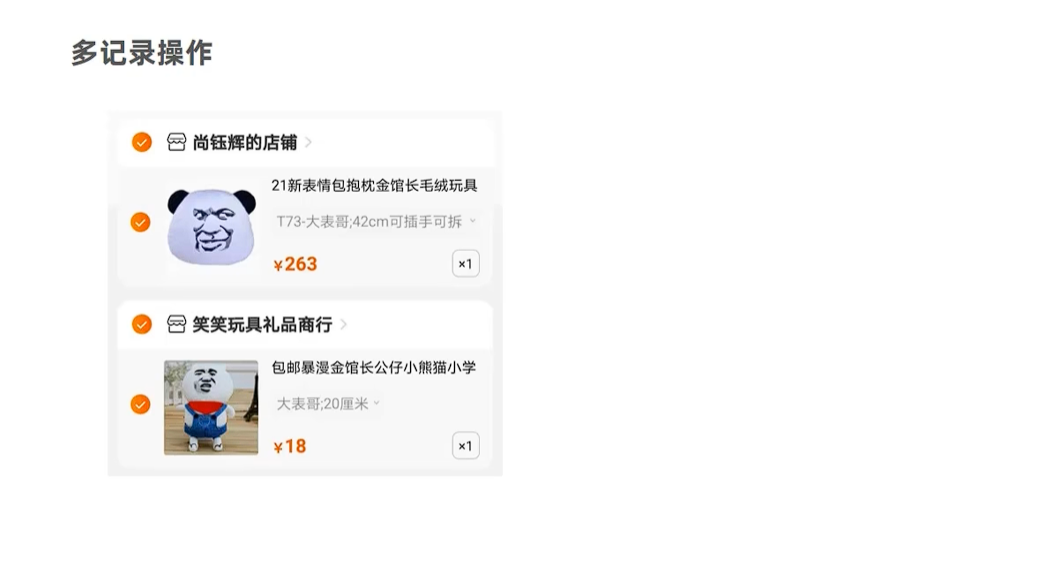 多记录操作
尚钰辉的店铺
21新表情包抱枕金馆长毛绒玩具
T73-大表哥;42cm可插手可拆
¥263
×1
笑笑玩具礼品商行
包邮暴漫金馆长公仔小熊猫小学
大表哥;20厘米
¥18
×1